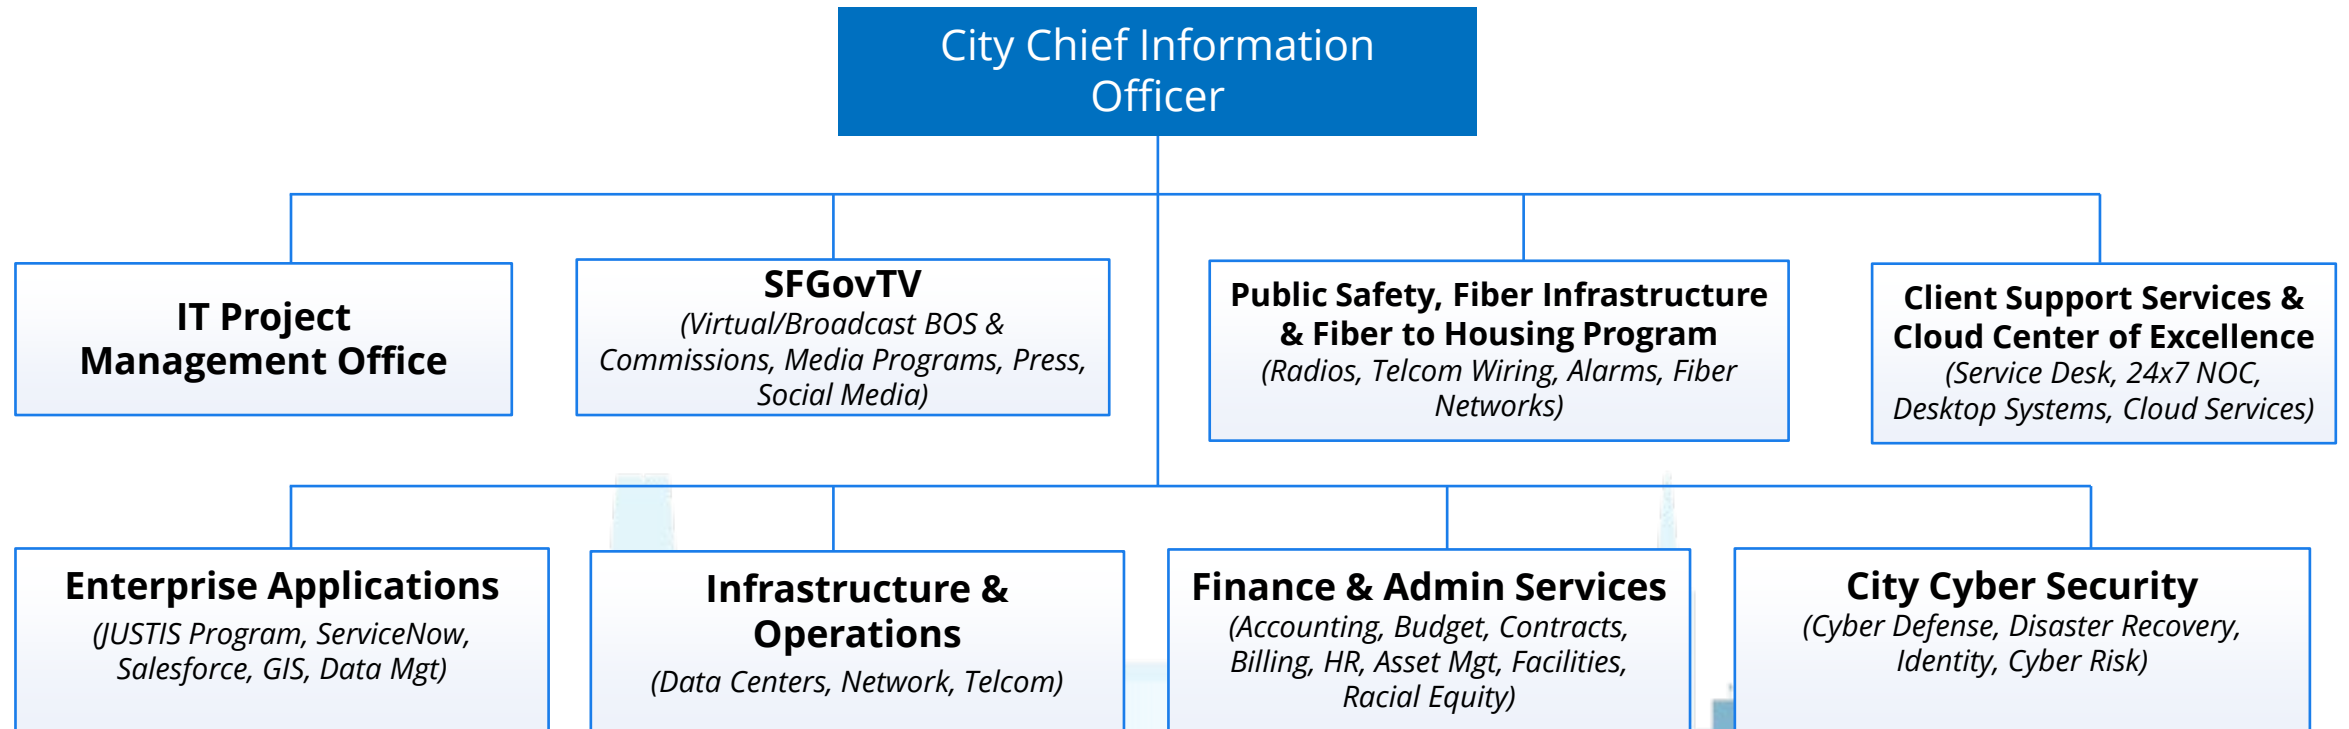 City Chief Information
Officer
IT Project
Management Office
SFGovTV
(Virtual/Broadcast BOS &
Commissions, Media Programs, Press,
Social Media)
Public Safety, Fiber Infrastructure
& Fiber to Housing Program
(Radios, Telcom Wiring, Alarms, Fiber
Networks)
Client Support Services &
Cloud Center of Excellence
(Service Desk, 24x7 NOC,
Desktop Systems, Cloud Services)
Enterprise Applications
(JUSTIS Program, ServiceNow,
Salesforce, GIS, Data Mgt)
Infrastructure &
Operations
(Data Centers, Network, Telcom)
Finance & Admin Services
(Accounting, Budget, Contracts,
Billing, HR, Asset Mgt, Facilities,
Racial Equity)
City Cyber Security
(Cyber Defense, Disaster Recovery,
Identity, Cyber Risk)